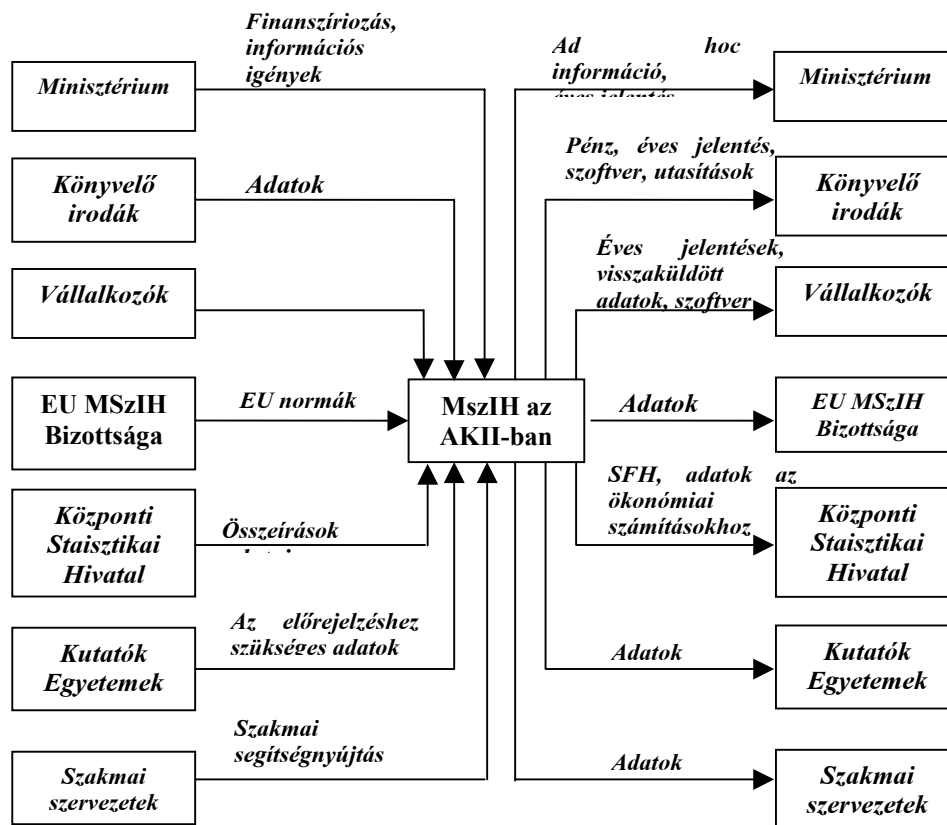 Finanszíriozás,
információs
igények
Minisztérium
Ad hoc
információ,
éves jelentés
Minisztérium
Könyvelő
irodák
Adatok
Pénz, éves jelentés,
szoftver, utasítások
Könyvelő
irodák
Vállalkozók
Éves jelentések,
visszaküldött
adatok, szoftver
Vállalkozók
EU MSzIH
Bizottsága
EU normák
MszIH az
AKII-ban
Adatok
EU MSzIH
Bizottsága
Központi
Staisztikai
Hivatal
Összeírások
SFH, adatok az
ökonómiai
számításokhoz
Központi
Staisztikai
Hivatal
Kutatók
Egyetemek
Az előrejelzéshez
szükséges adatok
Adatok
Kutatók
Egyetemek
Szakmai
szervezetek
Szakmai
segítségnyújtás
Adatok
Szakmai
szervezetek